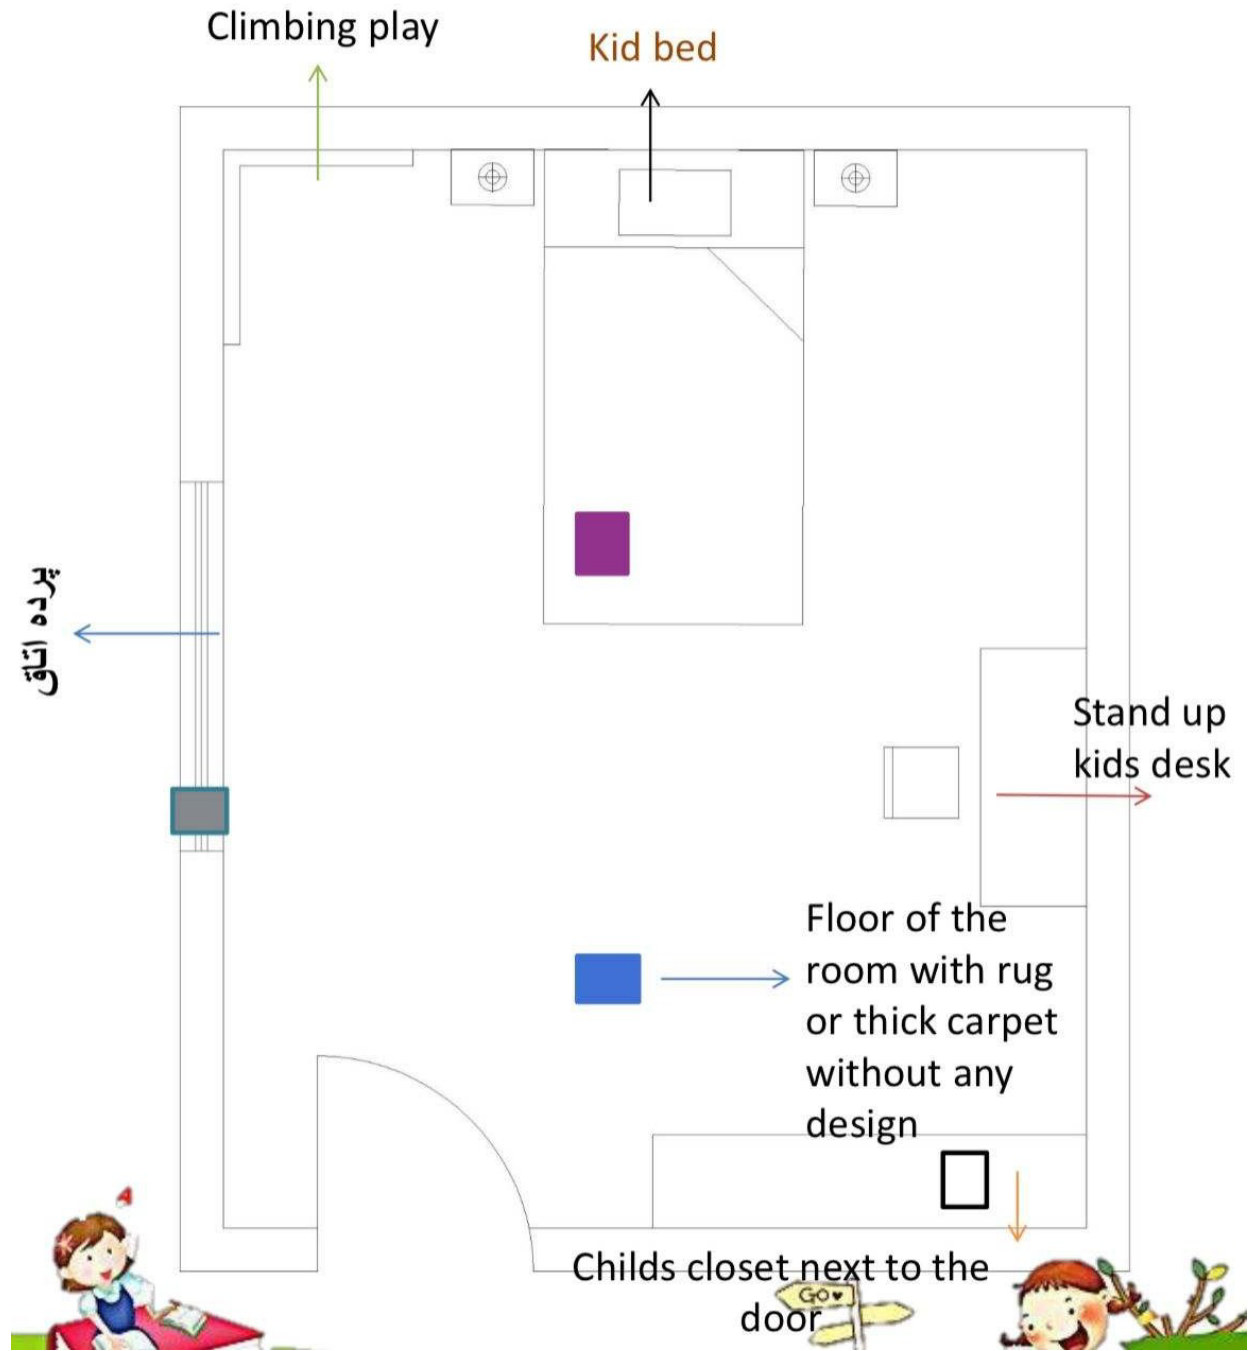 Climbing play
Kid bed
پرده اتاق
Stand up
kids desk
Floor of the
room with rug
or thick carpet
without any
design
Childs closet next to the
door
GO♥